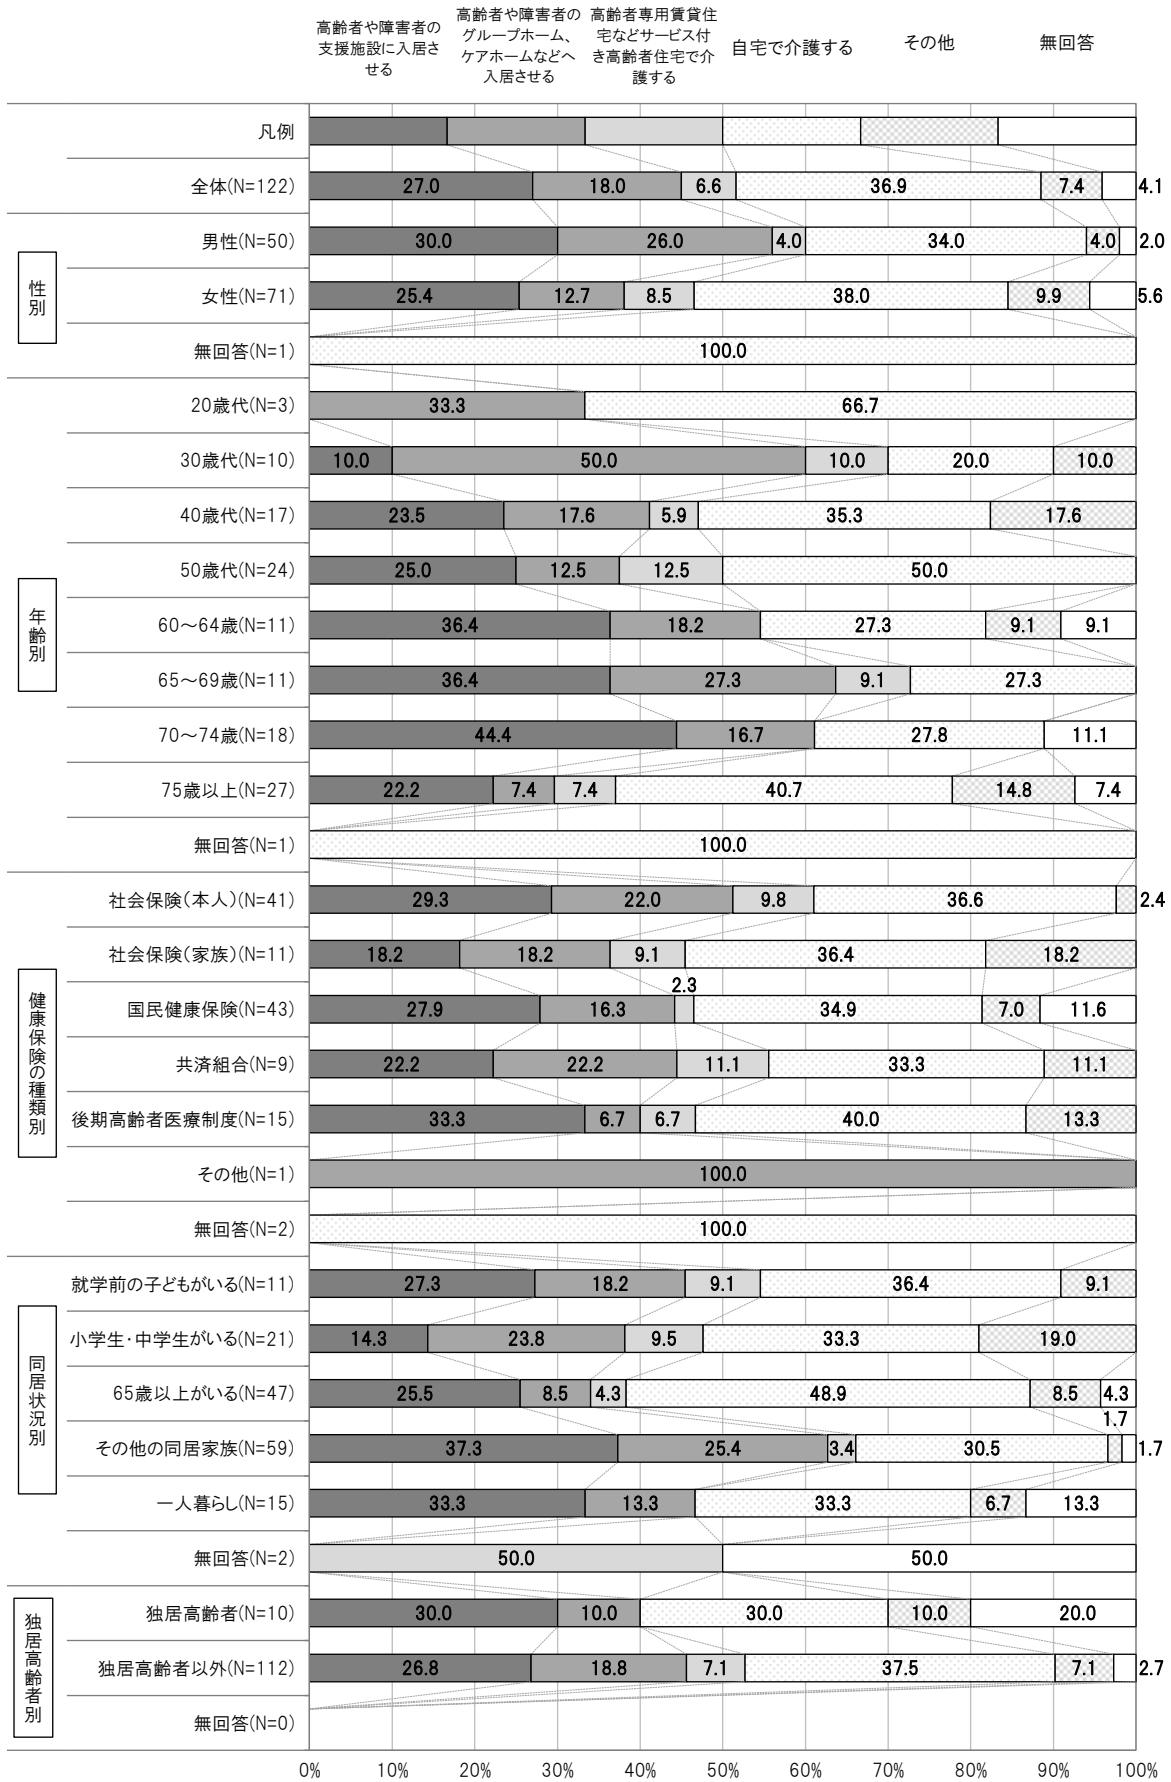 高齢者や障害者の
支援施設に入居さ
せる
高齢者や障害者の
グループホーム、
ケアホームなどへ
入居させる
高齢者専用賃貸住
宅などサービス付
き高齢者住宅で介
護する
自宅で介護する
その他
無回答
凡例
全体(N=122) 27.0 18.0 6.6 36.9 7.4 4.1
性別
男性(N=50) 30.0 26.0 4.0 34.0 4.0 2.0
女性(N=71) 25.4 12.7 8.5 38.0 9.9 5.6
無回答(N=1) 100.0
年齢別
20歳代(N=3) 33.3 66.7
30歳代(N=10) 10.0 50.0 10.0 20.0 10.0
40歳代(N=17) 23.5 17.6 5.9 35.3 17.6
50歳代(N=24) 25.0 12.5 12.5 50.0
60～64歳(N=11) 36.4 18.2 27.3 9.1 9.1
65～69歳(N=11) 36.4 27.3 9.1 27.3
70～74歳(N=18) 44.4 16.7 27.8 11.1
75歳以上(N=27) 22.2 7.4 7.4 40.7 14.8 7.4
無回答(N=1) 100.0
健康保険の種類別
社会保険（本人）(N=41) 29.3 22.0 9.8 36.6 2.4
社会保険（家族）(N=11) 18.2 18.2 9.1 36.4 18.2
国民健康保険(N=43) 27.9 16.3 2.3 34.9 7.0 11.6
共済組合(N=9) 22.2 22.2 11.1 33.3 11.1
後期高齢者医療制度(N=15) 33.3 6.7 6.7 40.0 13.3
その他(N=1) 100.0
無回答(N=2) 100.0
同居状況別
就学前の子どもがいる(N=11) 27.3 18.2 9.1 36.4 9.1
小学生・中学生がいる(N=21) 14.3 23.8 9.5 33.3 19.0
65歳以上がいる(N=47) 25.5 8.5 4.3 48.9 8.5 4.3
その他の同居家族(N=59) 37.3 25.4 3.4 30.5 1.7 1.7
一人暮らし(N=15) 33.3 13.3 33.3 6.7 13.3
無回答(N=2) 50.0 50.0
独居高齢者別
独居高齢者(N=10) 30.0 10.0 30.0 10.0 20.0
独居高齢者以外(N=112) 26.8 18.8 7.1 37.5 7.1 2.7
無回答(N=0)
0% 10% 20% 30% 40% 50% 60% 70% 80% 90% 100%